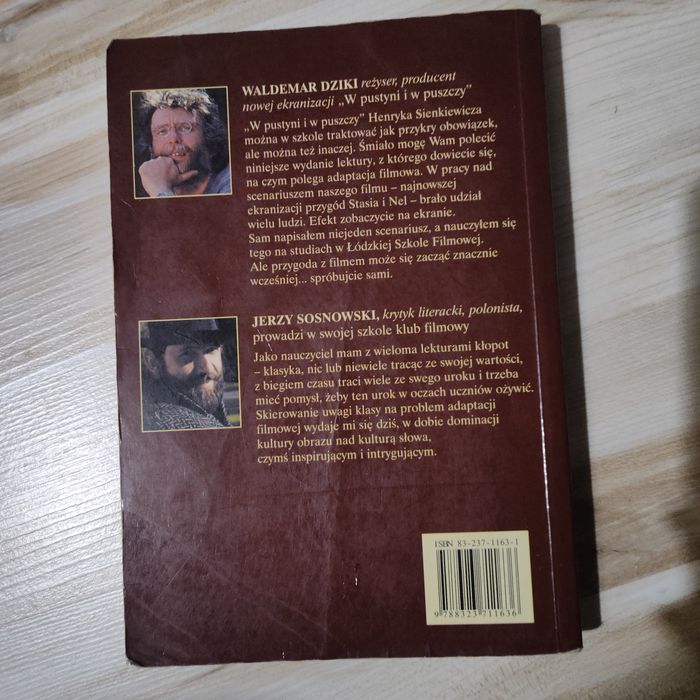 WALDEMAR DZIKI reżyser, producent
nowej ekranizacji „W pustyni i w puszczy”
„W pustyni i w puszczy” Henryka Sienkiewicza
można w szkole traktować jak przykry obowiązek,
ale można też inaczej. Śmiało mogę Wam polecić
niniejsze wydanie lektury, z którego dowiecie się,
na czym polega adaptacja filmowa. W pracy nad
scenariuszem naszego filmu – najnowszej
ekranizacji przygód Stasia i Nel – brało udział
wielu ludzi. Efekt zobaczycie na ekranie.
Sam napisałem niejeden scenariusz, a nauczyłem się
tego na studiach w Łódzkiej Szkole Filmowej.
Ale przygoda z filmem może się zacząć znacznie
wcześniej... spróbujcie sami.
JERZY SOSNOWSKI, krytyk literacki, polonista,
prowadzi w swojej szkole klub filmowy
Jako nauczyciel mam z wieloma lekturami kłopot
– klasyka, nic lub niewiele tracąc ze swojej wartości,
z biegiem czasu traci wiele ze swego uroku i trzeba
mieć pomysł, żeby ten urok w oczach uczniów ożywić.
Skierowanie uwagi klasy na problem adaptacji
filmowej wydaje mi się dziś, w dobie dominacji
kultury obrazu nad kulturą słowa,
czymś inspirującym i intrygującym.
ISBN 83-237-1163-1
9 788323 711636